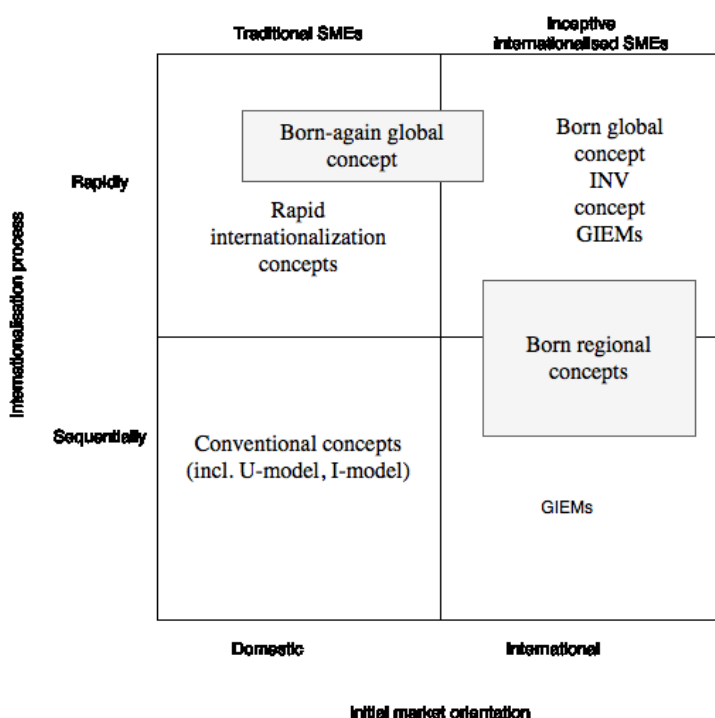 Traditional SMEs
Inceptive
internationalised SMEs
Internationalisation process
Rapidly
Born-again global
concept
Rapid
internationalization
concepts
Born global
concept
INV
concept
GIEMs
Born regional
concepts
Sequentially
Conventional concepts
(incl. U-model, I-model)
GIEMs
Domestic
International
Initial market orientation